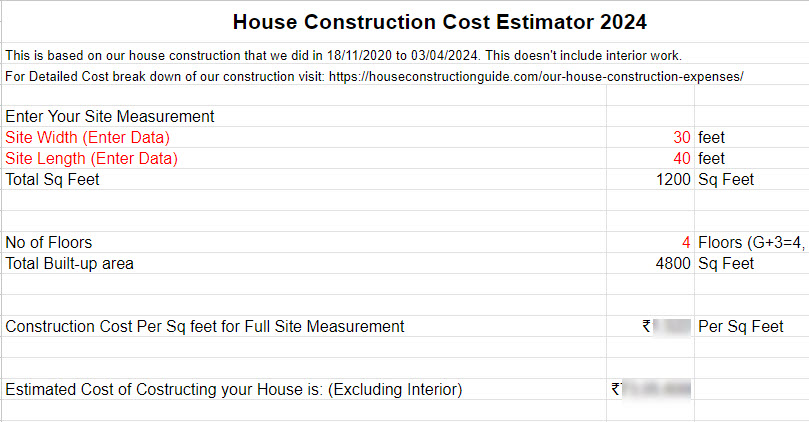 House Construction Cost Estimator 2024
This is based on our house construction that we did in 18/11/2020 to 03/04/2024. This doesn't include interior work.
For Detailed Cost break down of our construction visit: https://houseconstructionguide.com/our-house-construction-expenses/
Enter Your Site Measurement
Site Width (Enter Data) 30 feet
Site Length (Enter Data) 40 feet
Total Sq Feet 1200 Sq Feet
No of Floors 4 Floors (G+3=4,
Total Built-up area 4800 Sq Feet
Construction Cost Per Sq feet for Full Site Measurement ₹ Per Sq Feet
Estimated Cost of Costructing your House is: (Excluding Interior) ₹